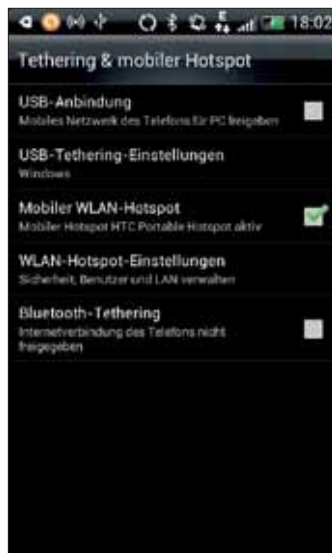 18:02
Tethering & mobiler Hotspot
USB-Anbindung
Mobiles Netzwerk des Telefons für PC freigeben
USB-Tethering-Einstellungen
Windows
Mobiler WLAN-Hotspot
Mobiler Hotspot HTC Portable Hotspot aktiv
WLAN-Hotspot-Einstellungen
Sicherheit, Benutzer und LAN verwalten
Bluetooth-Tethering
Internetverbindung des Telefons nicht
freigegeben